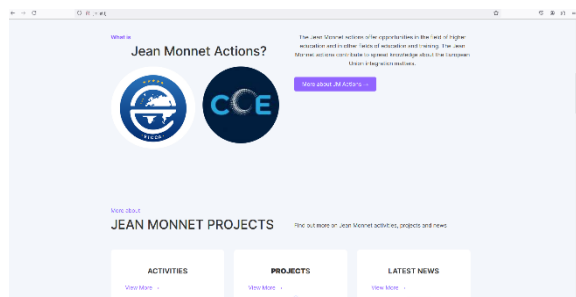 What is
Jean Monnet Actions?
The Jean Monnet actions offer opportunities in the field of higher
education and in other fields of education and training. The Jean
Monnet actions contribute to spread knowledge about the European
Union integration matters.
More about JM Actions →
CCE
More about
JEAN MONNET PROJECTS
Find out more on Jean Monnet activities, projects and news
ACTIVITIES
PROJECTS
LATEST NEWS
View More →
View More →
View More →